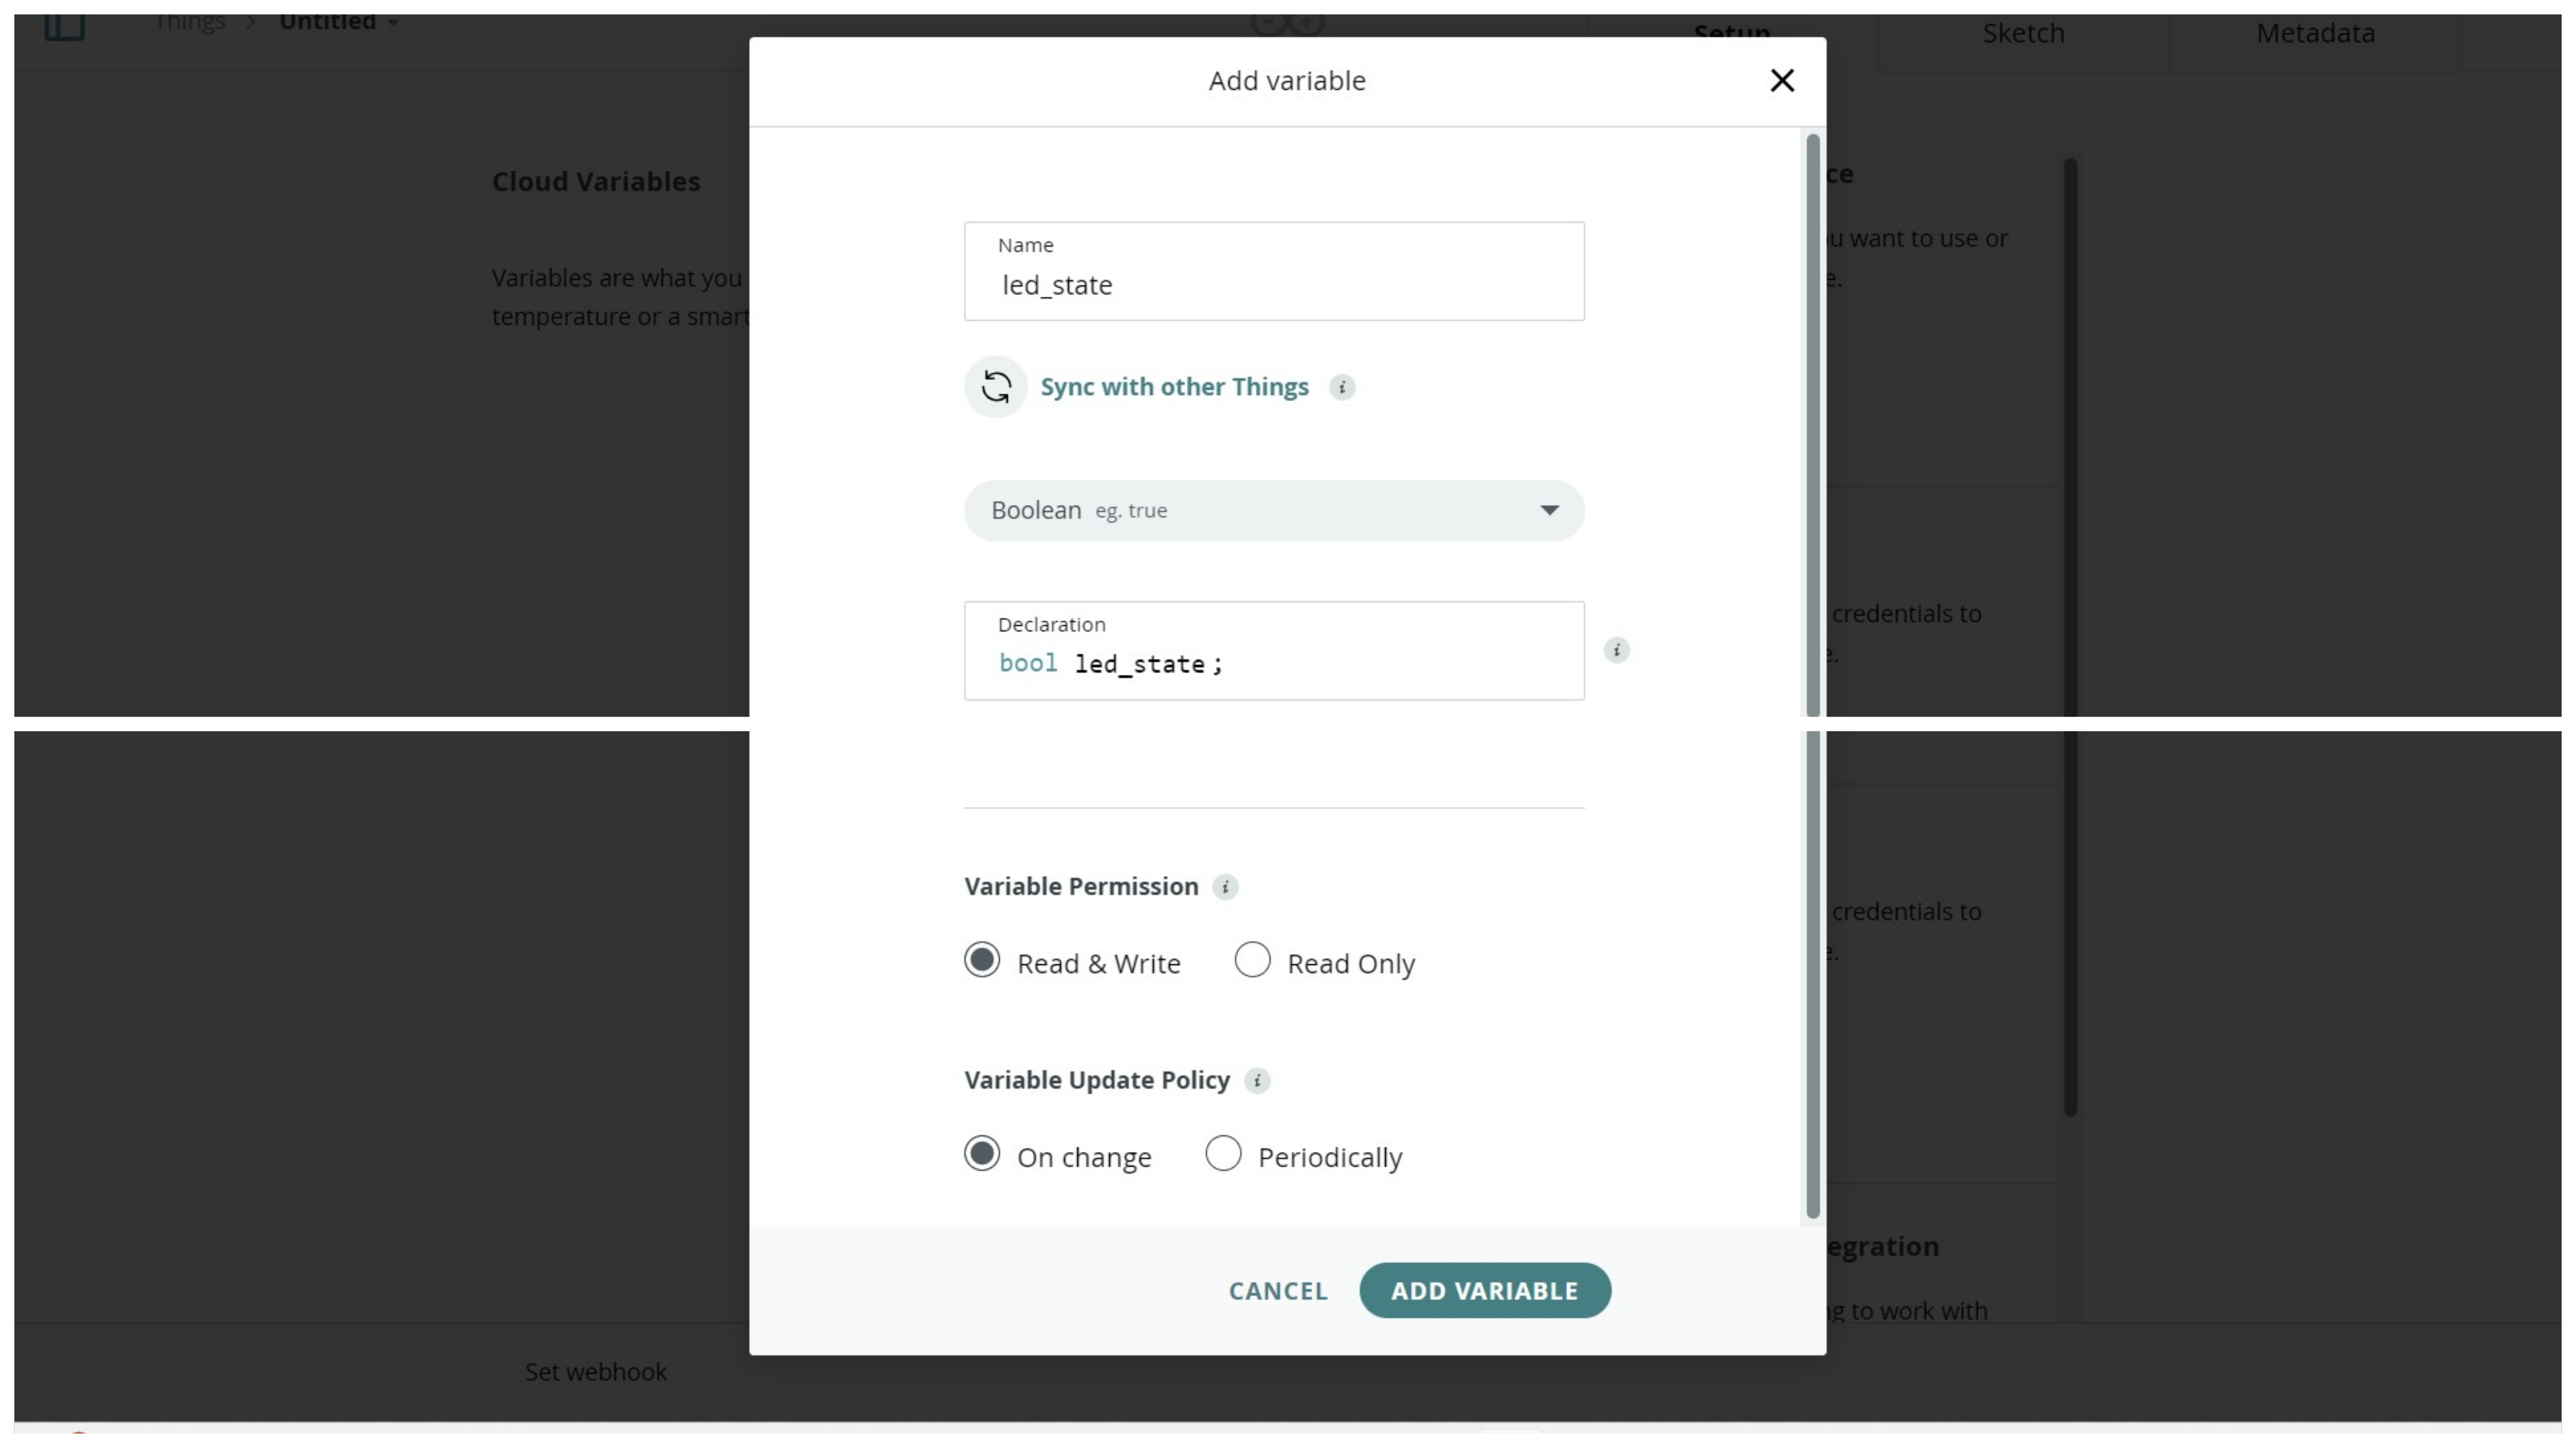 Things > Untitled
Setup
Sketch
Metadata
Add variable
Cloud Variables
Variables are what you
temperature or a smart
ce
u want to use or
e.
Name
led_state
Sync with other Things
i
Boolean eg. true
Declaration
bool led_state;
i
credentials to
e.
Variable Permission
i
Read & Write
Read Only
credentials to
e.
Variable Update Policy
i
On change
Periodically
egration
CANCEL
ADD VARIABLE
g to work with
Set webhook